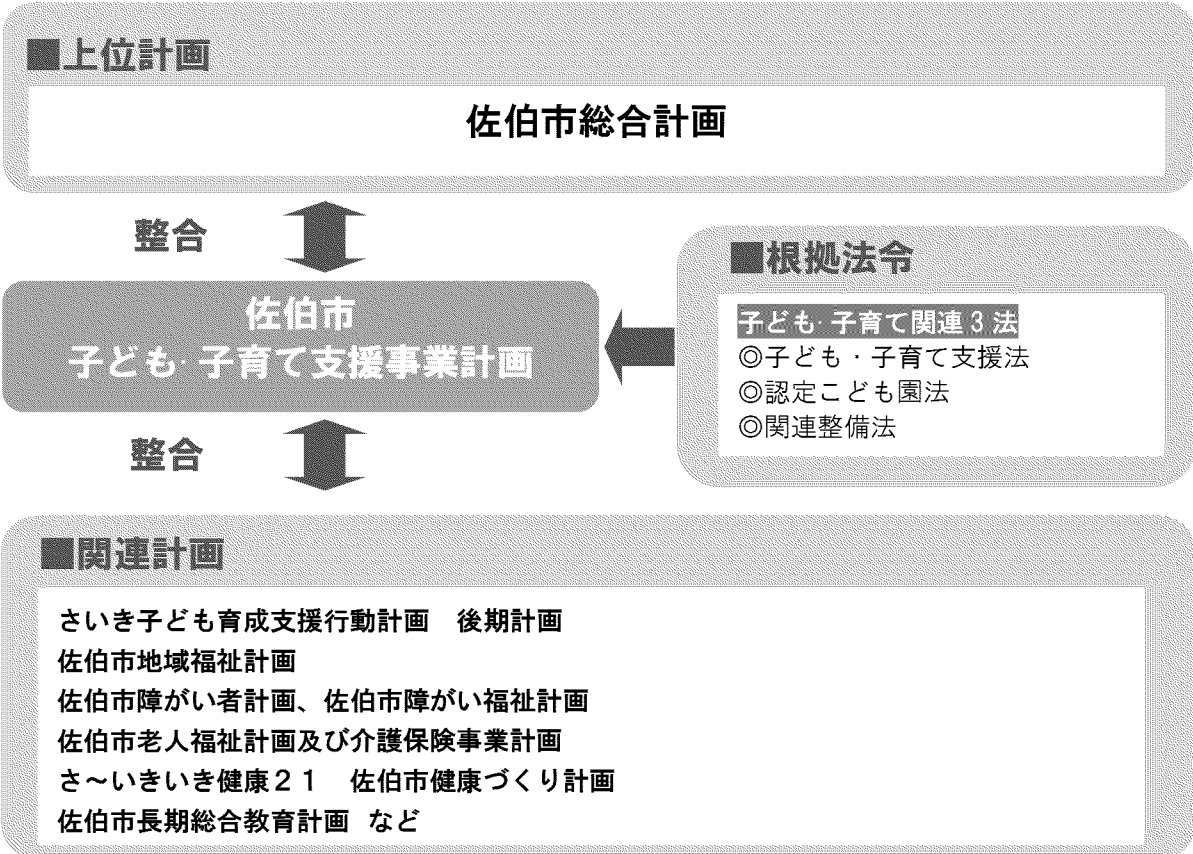 ■上位計画
佐伯市総合計画
整合
佐伯市
子ども・子育て支援事業計画
■根拠法令
子ども・子育て関連3法
◎子ども・子育て支援法
◎認定こども園法
◎関連整備法
整合
■関連計画
さいき子ども育成支援行動計画　後期計画
佐伯市地域福祉計画
佐伯市障がい者計画、佐伯市障がい福祉計画
佐伯市老人福祉計画及び介護保険事業計画
さ～いきいき健康２１　佐伯市健康づくり計画
佐伯市長期総合教育計画 など